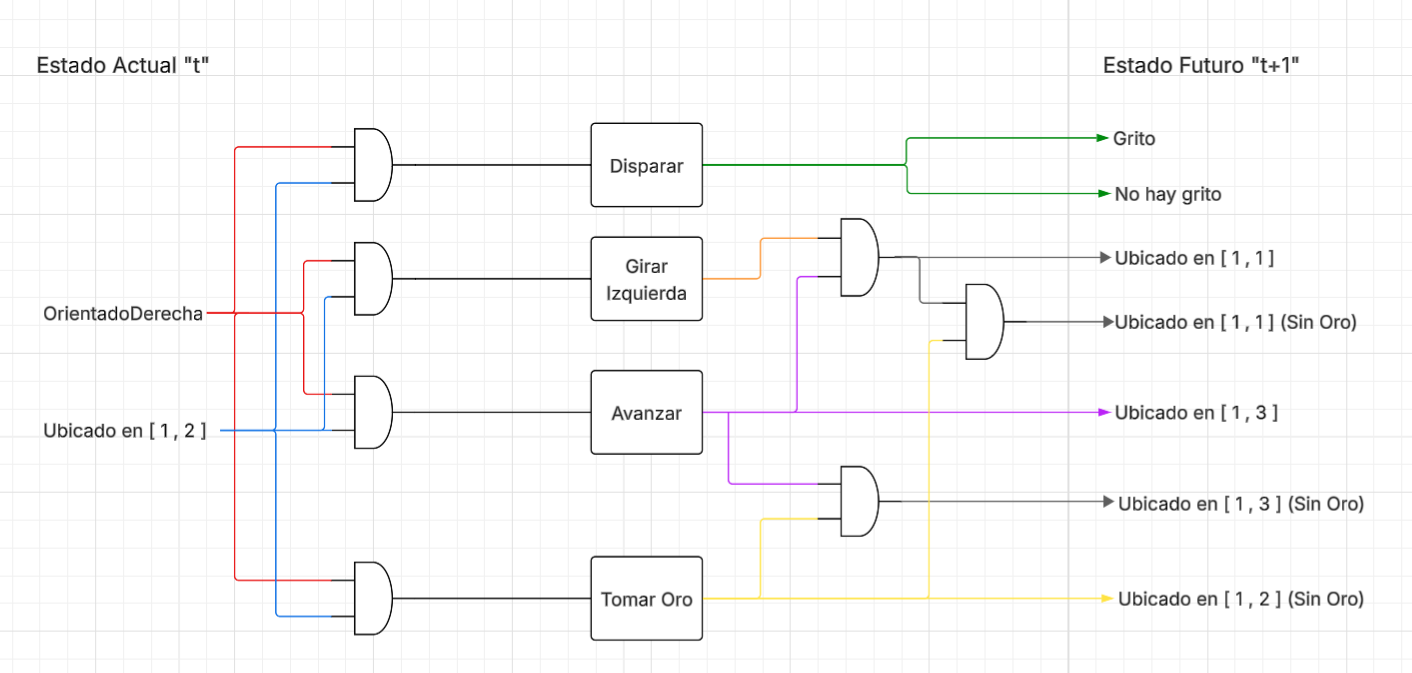 Estado Actual "t"
Estado Futuro "t+1"
Grito
Disparar
No hay grito
Girar
Izquierda
Ubicado en [ 1 , 1 ]
OrientadoDerecha
Ubicado en [ 1 , 1 ] (Sin Oro)
Avanzar
Ubicado en [ 1 , 3 ]
Ubicado en [ 1 , 2 ]
Ubicado en [ 1 , 3 ] (Sin Oro)
Tomar Oro
Ubicado en [ 1 , 2 ] (Sin Oro)